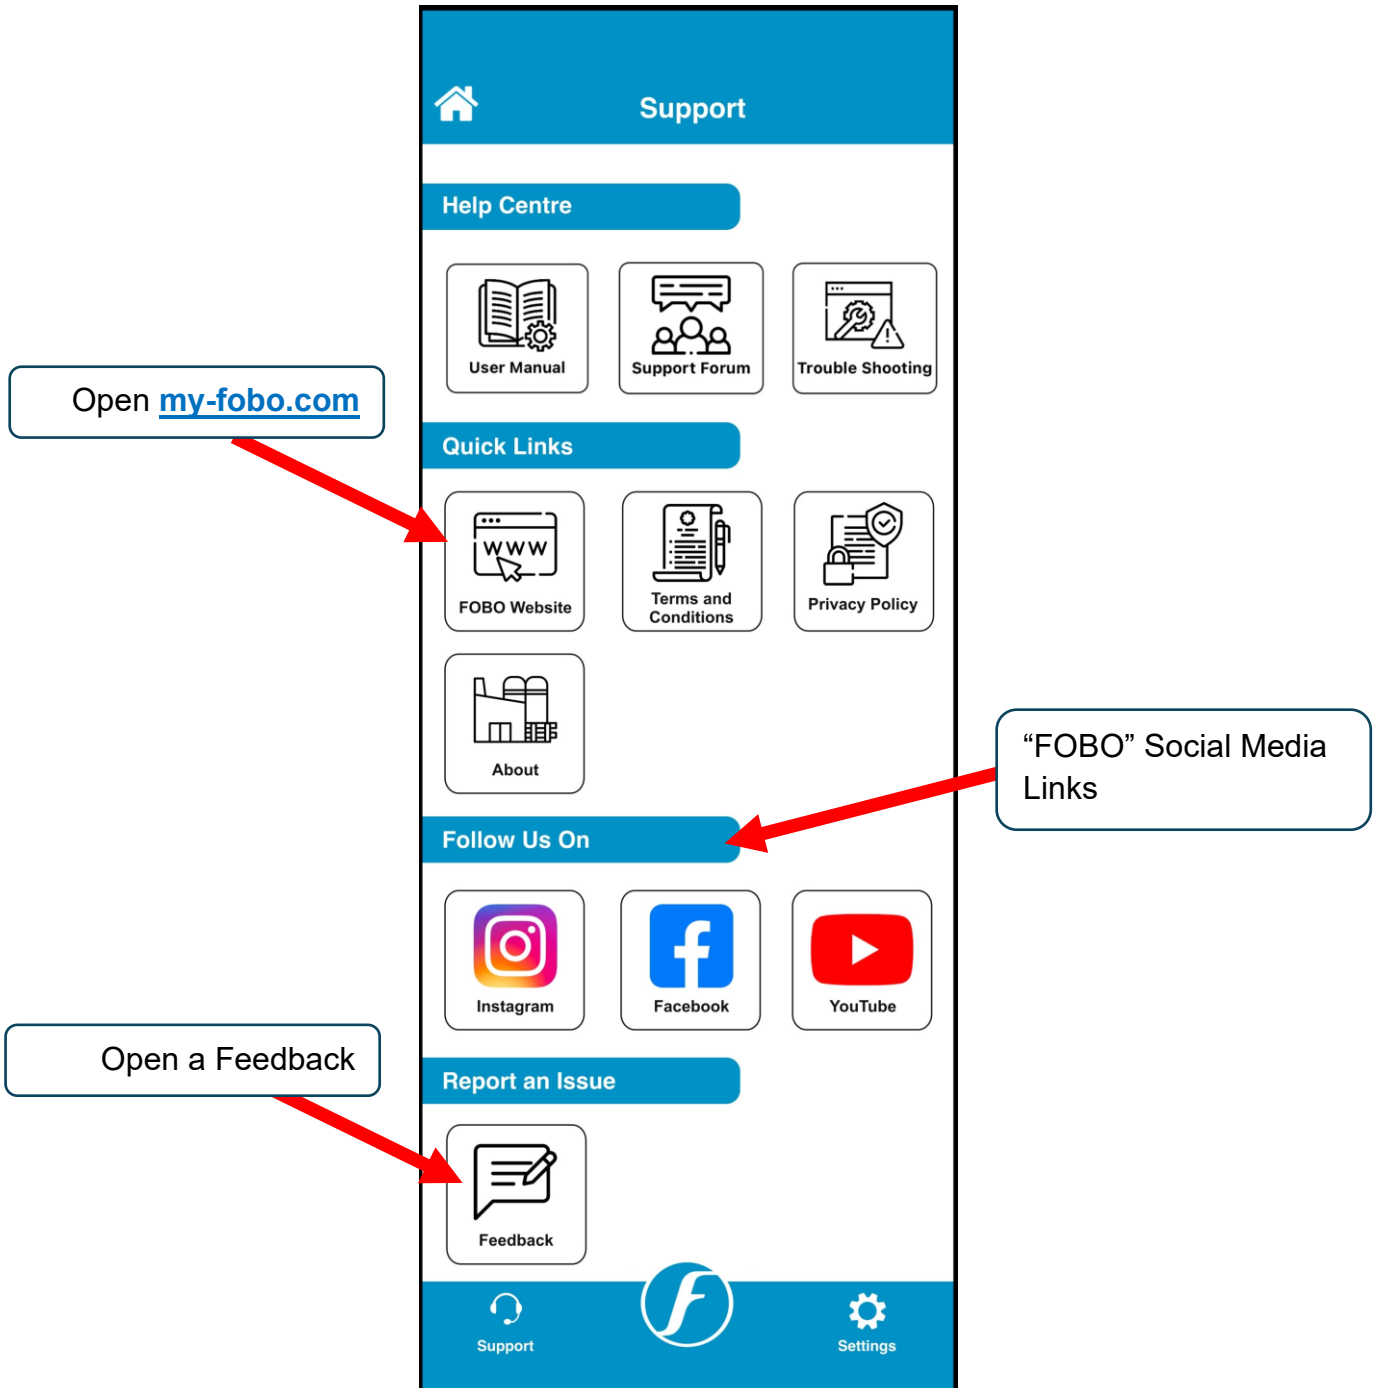 Support
Help Centre
User Manual
Support Forum
Trouble Shooting
Open my-fobo.com
Quick Links
WWW
FOBO Website
Terms and
Conditions
Privacy Policy
About
“FOBO” Social Media
Links
Follow Us On
Instagram
Facebook
YouTube
Open a Feedback
Report an Issue
Feedback
Support
Settings